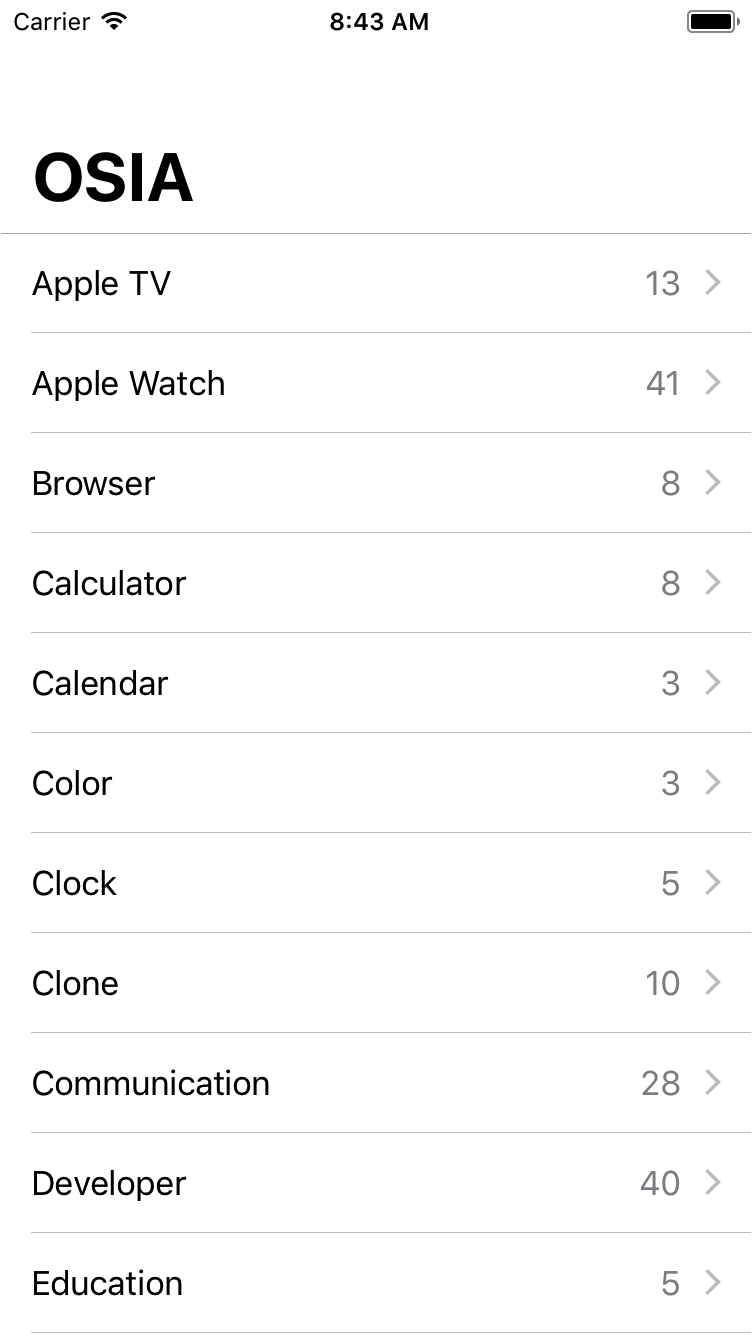 Carrier 8:43 AM
OSIA
Apple TV 13
Apple Watch 41
Browser 8
Calculator 8
Calendar 3
Color 3
Clock 5
Clone 10
Communication 28
Developer 40
Education 5